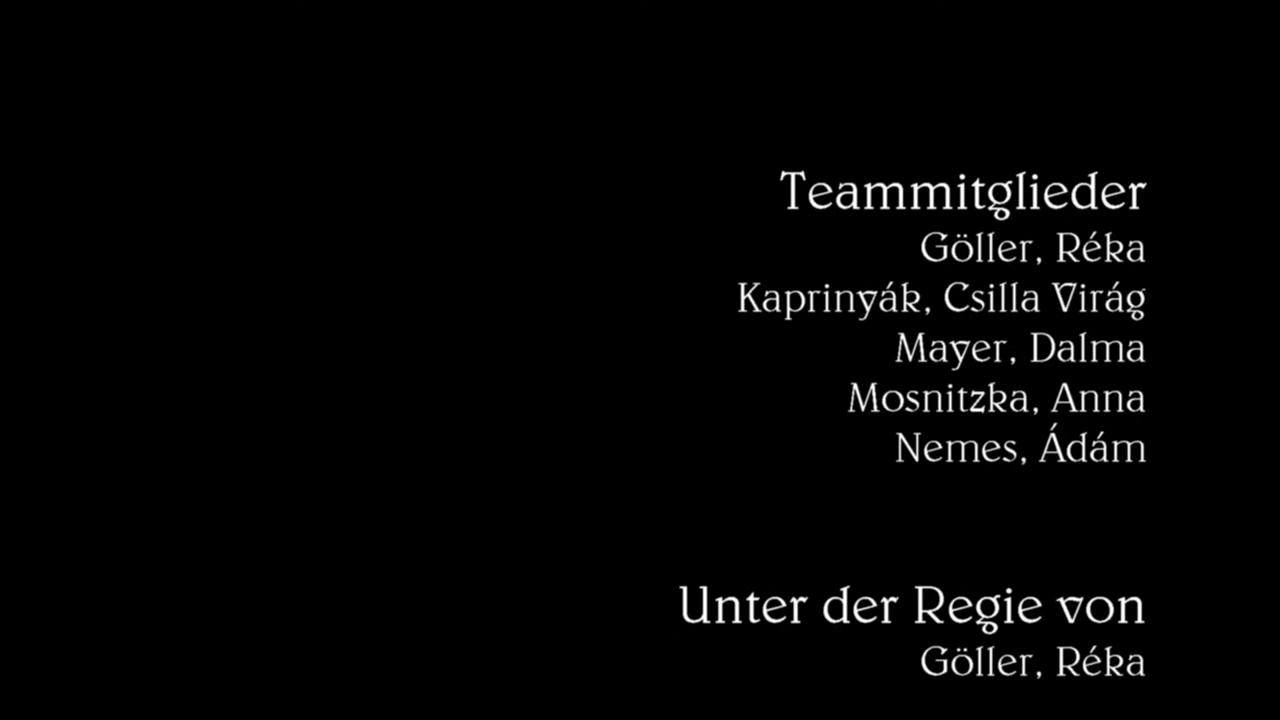 Teammitglieder
Göller, Réka
Kaprinyák, Csilla Virág
Mayer, Dalma
Mosnitzka, Anna
Nemes, Ádám
Unter der Regie von
Göller, Réka